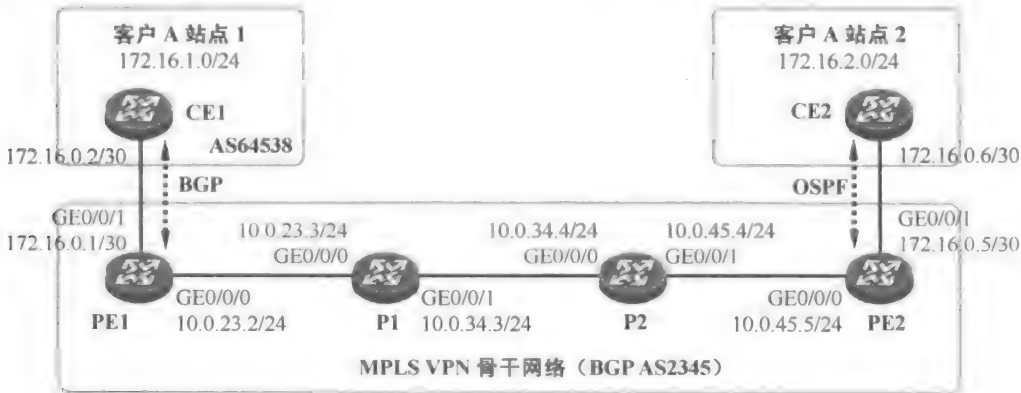 客户 A 站点 1
172.16.1.0/24
CE1
AS64538
172.16.0.2/30
BGP
客户 A 站点 2
172.16.2.0/24
CE2
172.16.0.6/30
OSPF
GE0/0/1
172.16.0.1/30
10.0.23.3/24
GE0/0/0
10.0.34.4/24
GE0/0/0
10.0.45.4/24
GE0/0/1
GE0/0/1
172.16.0.5/30
PE1
GE0/0/0
10.0.23.2/24
P1
GE0/0/1
10.0.34.3/24
P2
GE0/0/0
10.0.45.5/24
PE2
MPLS VPN 骨干网络（BGP AS2345）